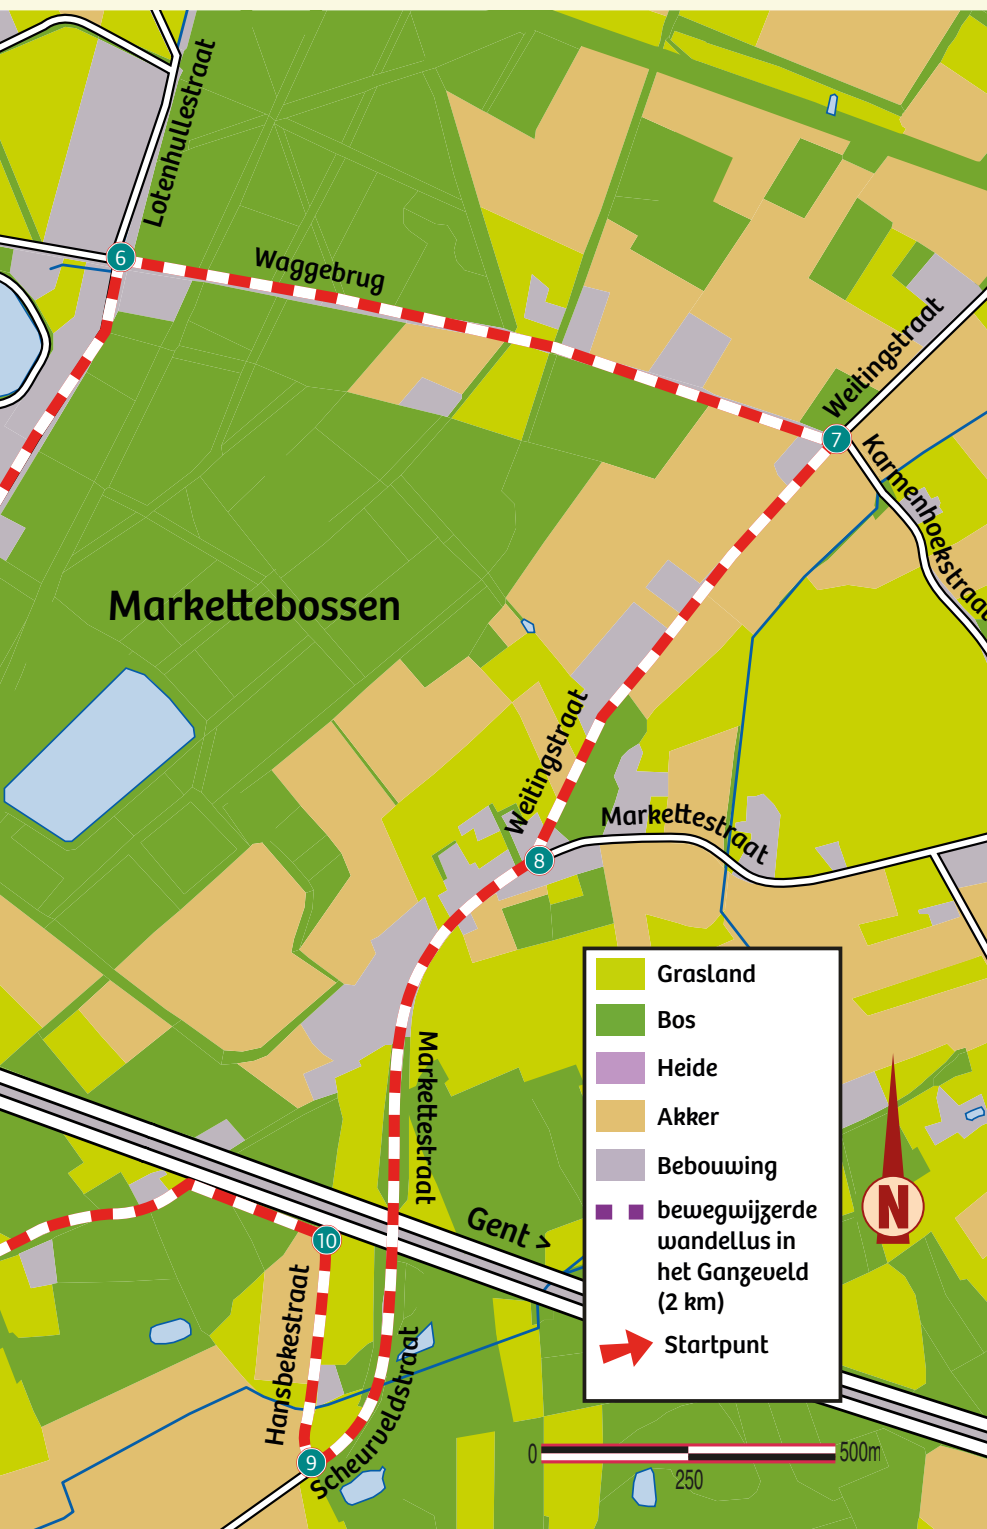 Lotenhullestraat
6
Waggebrug
Weitingstraat
7
Karmenhoekstraat
Markettebossen
Weitingstraat
Markettestraat
8
Grasland
Bos
Heide
Akker
Bebouwing
bewegwijzerde
wandellus in
het Ganzeveld
(2 km)
Startpunt
Markettestraat
N
Gent >
10
Hansbekestraat
Scheurveldstraat
9
0
500m
250